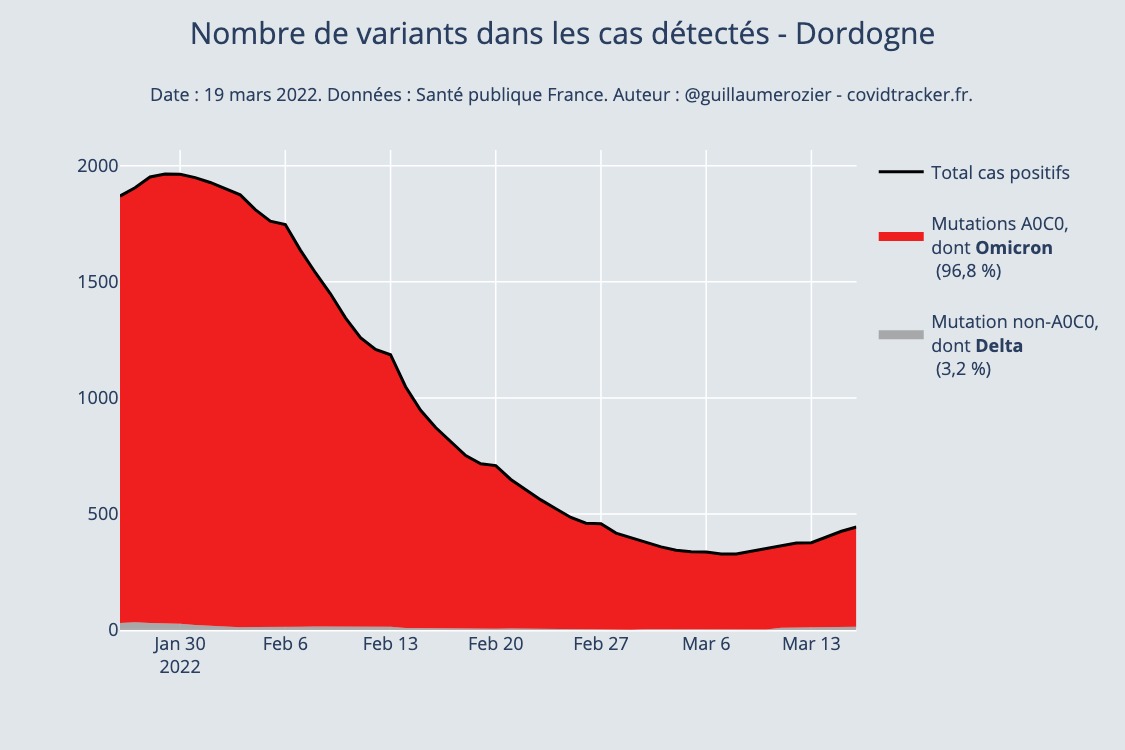 Nombre de variants dans les cas détectés - Dordogne
Date : 19 mars 2022. Données : Santé publique France. Auteur : @guillaumerozier - covidtracker.fr.
2000
1500
1000
500
0
Jan 30
2022
Feb 6
Feb 13
Feb 20
Feb 27
Mar 6
Mar 13
Total cas positifs
Mutations A0C0,
dont Omicron
(96,8 %)
Mutation non-A0C0,
dont Delta
(3,2 %)